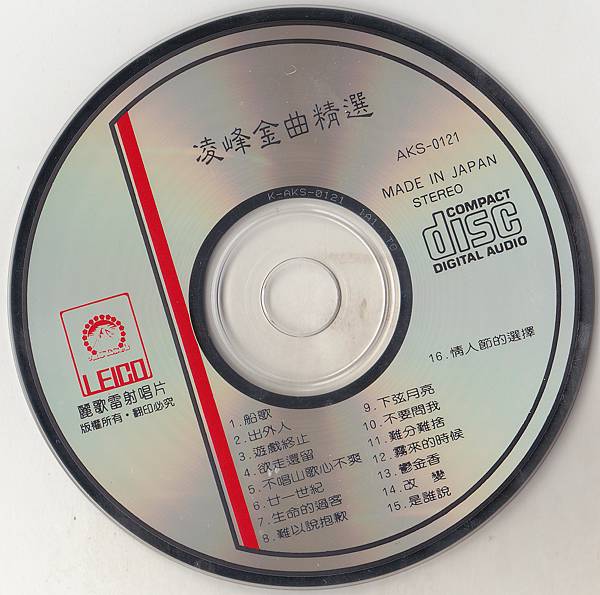 凌峰金曲精選
AKS-0121
MADE IN JAPAN
STEREO
COMPACT
disc
DIGITAL AUDIO
K-AKS-0121 1A1 TO
LEICO
麗歌雷射唱片
版權所有・翻印必究
1.船歌
2.出外人
3.遊戲終止
4.欲走還留
5.不唱山歌心不爽
6.廿一世紀
7.生命的過客
8.難以說抱歉
9.下弦月亮
10.不要問我
11.難分難捨
12.霧來的時候
13.鬱金香
14.改 變
15.是誰說
16.情人節的選擇